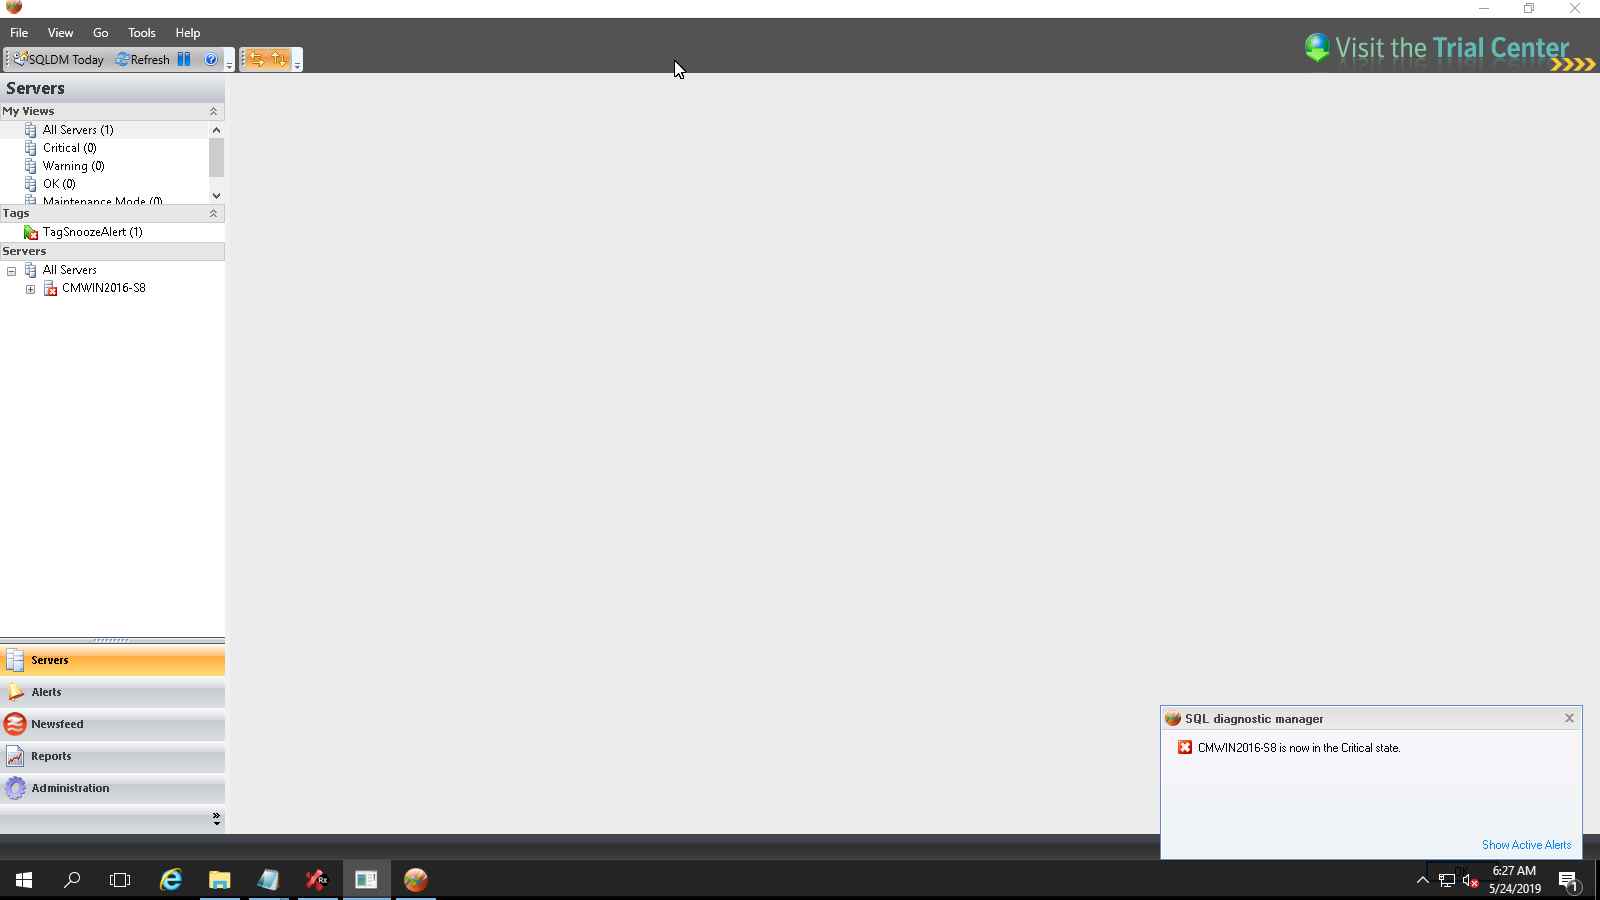 File View Go Tools Help
Visit the Trial Center
SQLDM Today Refresh
Servers
My Views
All Servers (1)
Critical (0)
Warning (0)
OK (0)
Maintenance Mode (0)
Tags
TagSnoozeAlert (1)
Servers
All Servers
CMWIN2016-S8
Servers
Alerts
Newsfeed
Reports
Administration
SQL diagnostic manager
CMWIN2016-S8 is now in the Critical state.
Show Active Alerts
Rx
6:27 AM
5/24/2019
1